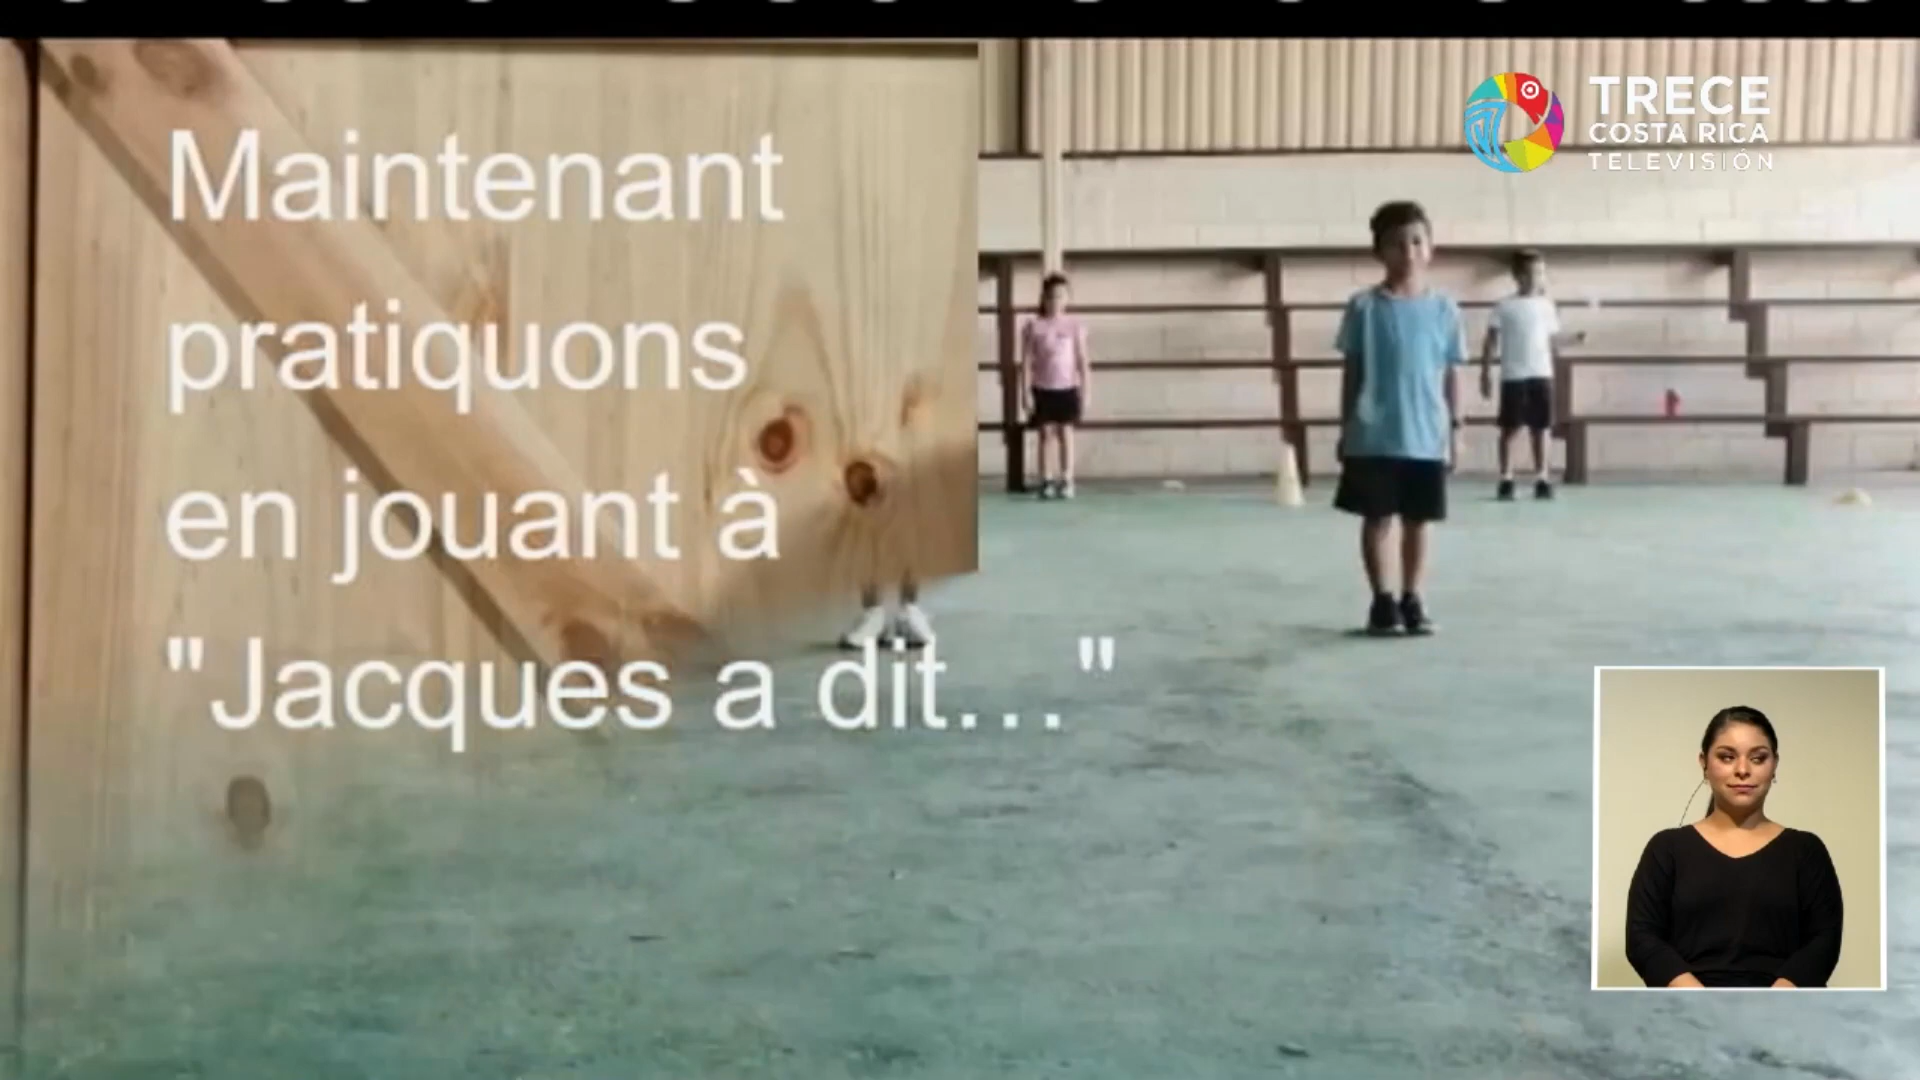 Maintenant
pratiquons
en jouant à
"Jacques a dit..."
TRECE
COSTA RICA
TELEVISIÓN